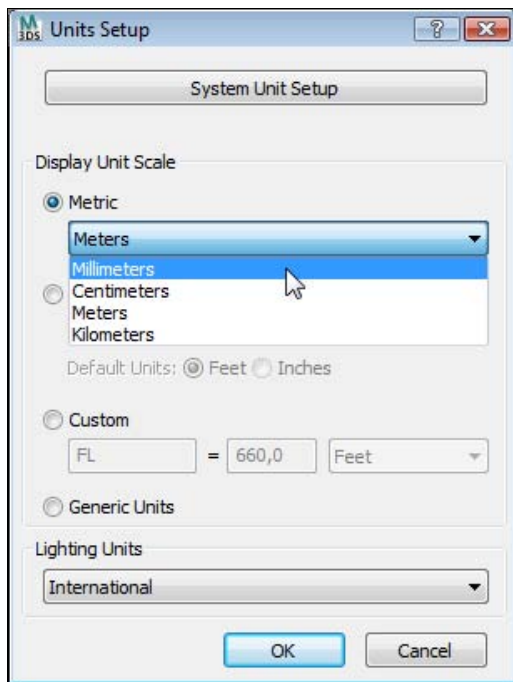 M
3DS Units Setup ?
System Unit Setup
Display Unit Scale
Metric
Meters
Millimeters
Centimeters
Meters
Kilometers
Default Units: Feet Inches
Custom
FL = 660,0 Feet
Generic Units
Lighting Units
International
OK Cancel